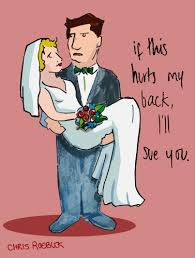 if this
hurts my
back,
I'll
sue you.
CHRIS ROEBUCK